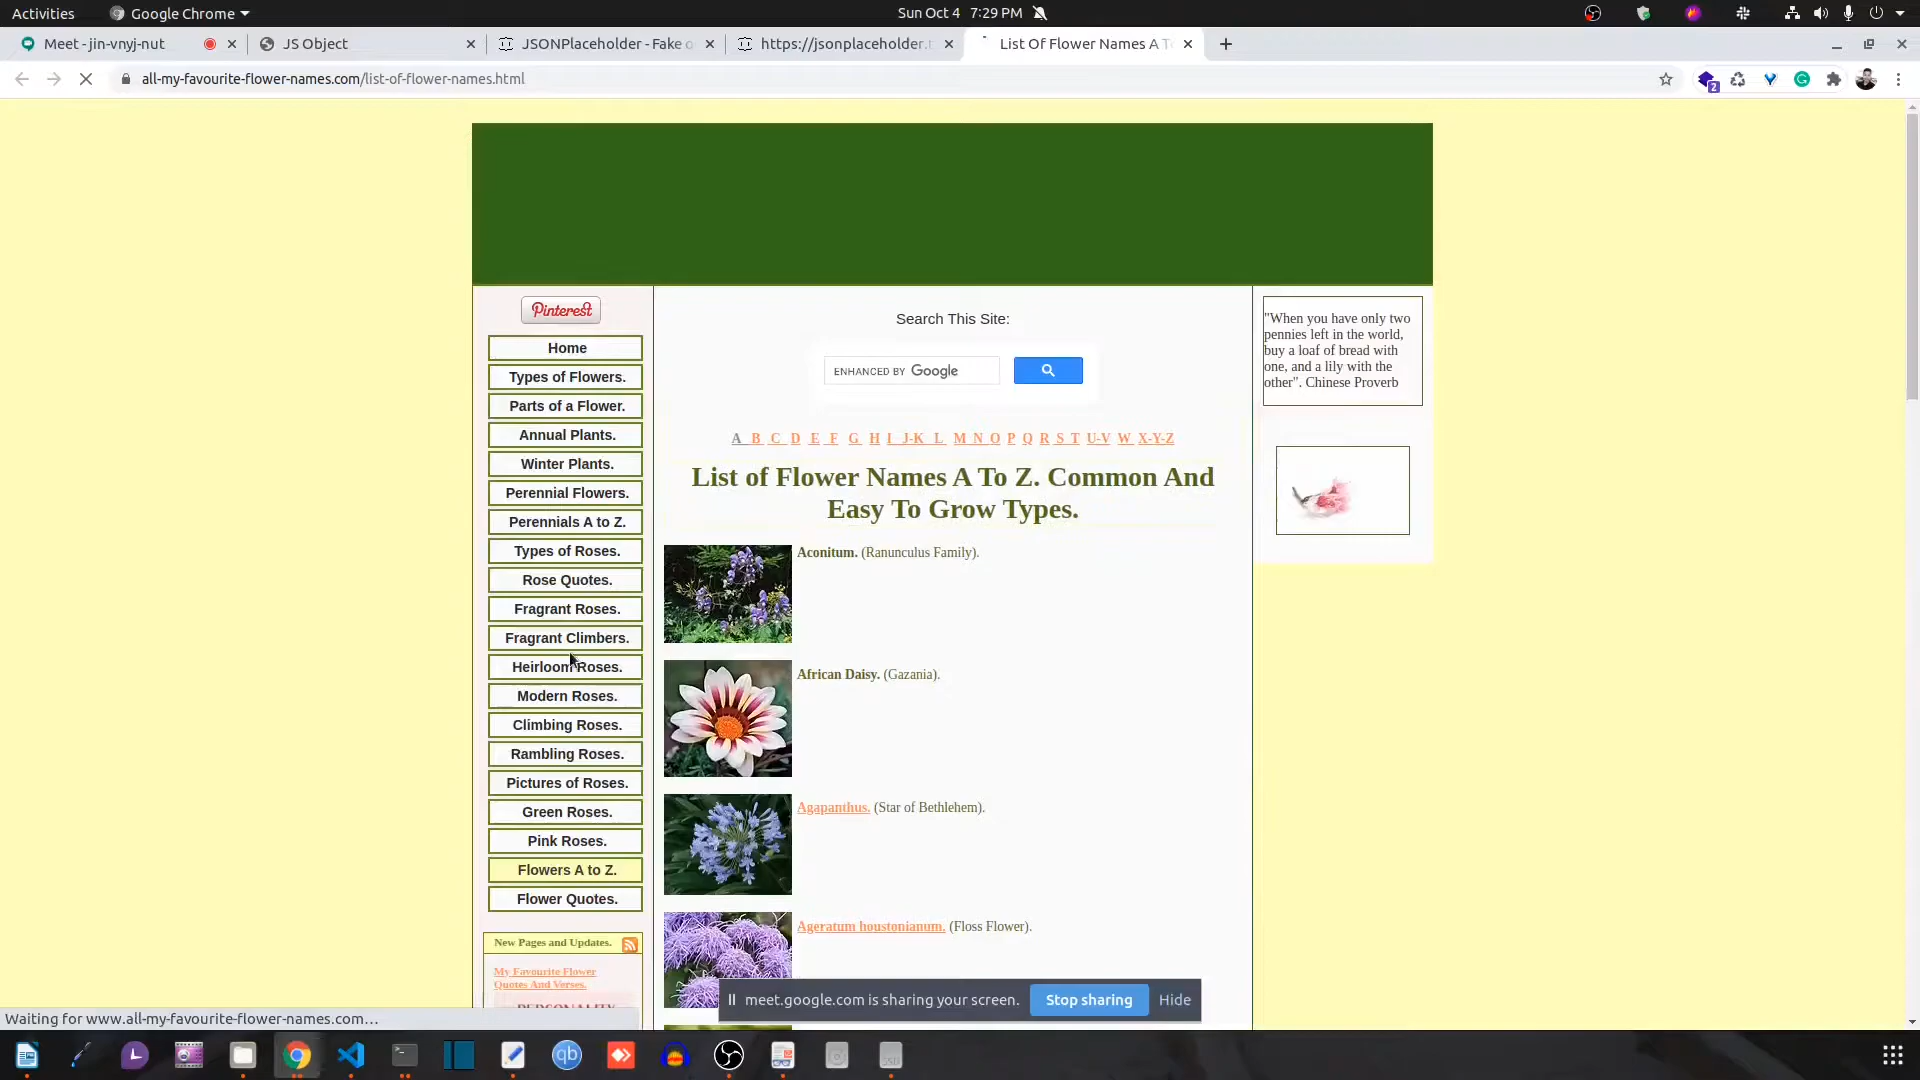 Activities
Google Chrome
Sun Oct 4 7:29 PM
Meet - jin-vnyj-nut
JS Object
JSONPlaceholder - Fake o
https://jsonplaceholder.t
List Of Flower Names A T
all-my-favourite-flower-names.com/list-of-flower-names.html
2
Pinterest
Home
Types of Flowers.
Parts of a Flower.
Annual Plants.
Winter Plants.
Perennial Flowers.
Perennials A to Z.
Types of Roses.
Rose Quotes.
Fragrant Roses.
Fragrant Climbers.
Heirloom Roses.
Modern Roses.
Climbing Roses.
Rambling Roses.
Pictures of Roses.
Green Roses.
Pink Roses.
Flowers A to Z.
Flower Quotes.
New Pages and Updates.
My Favourite Flower
Quotes And Verses.
Search This Site:
ENHANCED BY Google
A B C D E F G H I J-K L M N O P Q R S T U-V W X-Y-Z
List of Flower Names A To Z. Common And
Easy To Grow Types.
Aconitum. (Ranunculus Family).
African Daisy. (Gazania).
Agapanthus. (Star of Bethlehem).
Ageratum houstonianum. (Floss Flower).
"When you have only two
pennies left in the world,
buy a loaf of bread with
one, and a lily with the
other". Chinese Proverb
meet.google.com is sharing your screen.
Stop sharing
Hide
Waiting for www.all-my-favourite-flower-names.com…
qb